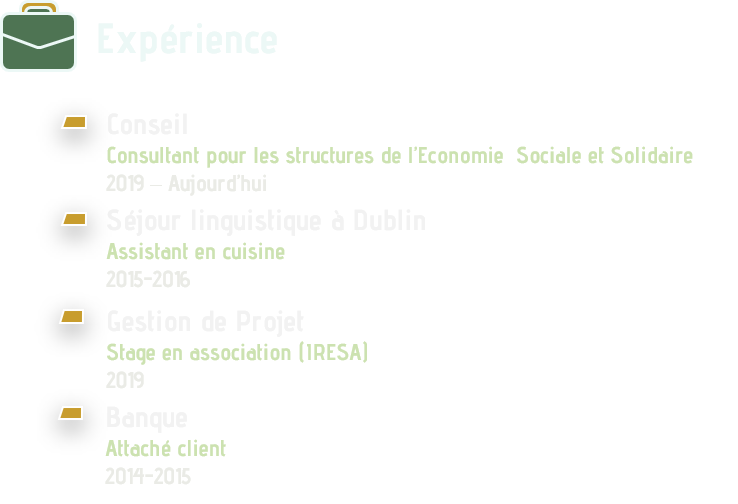 Expérience
Conseil
Consultant pour les structures de l'Economie Sociale et Solidaire
2019 – Aujourd'hui
Séjour linguistique à Dublin
Assistant en cuisine
2015-2016
Gestion de Projet
Stage en association (IRESA)
2019
Banque
Attaché client
2014-2015